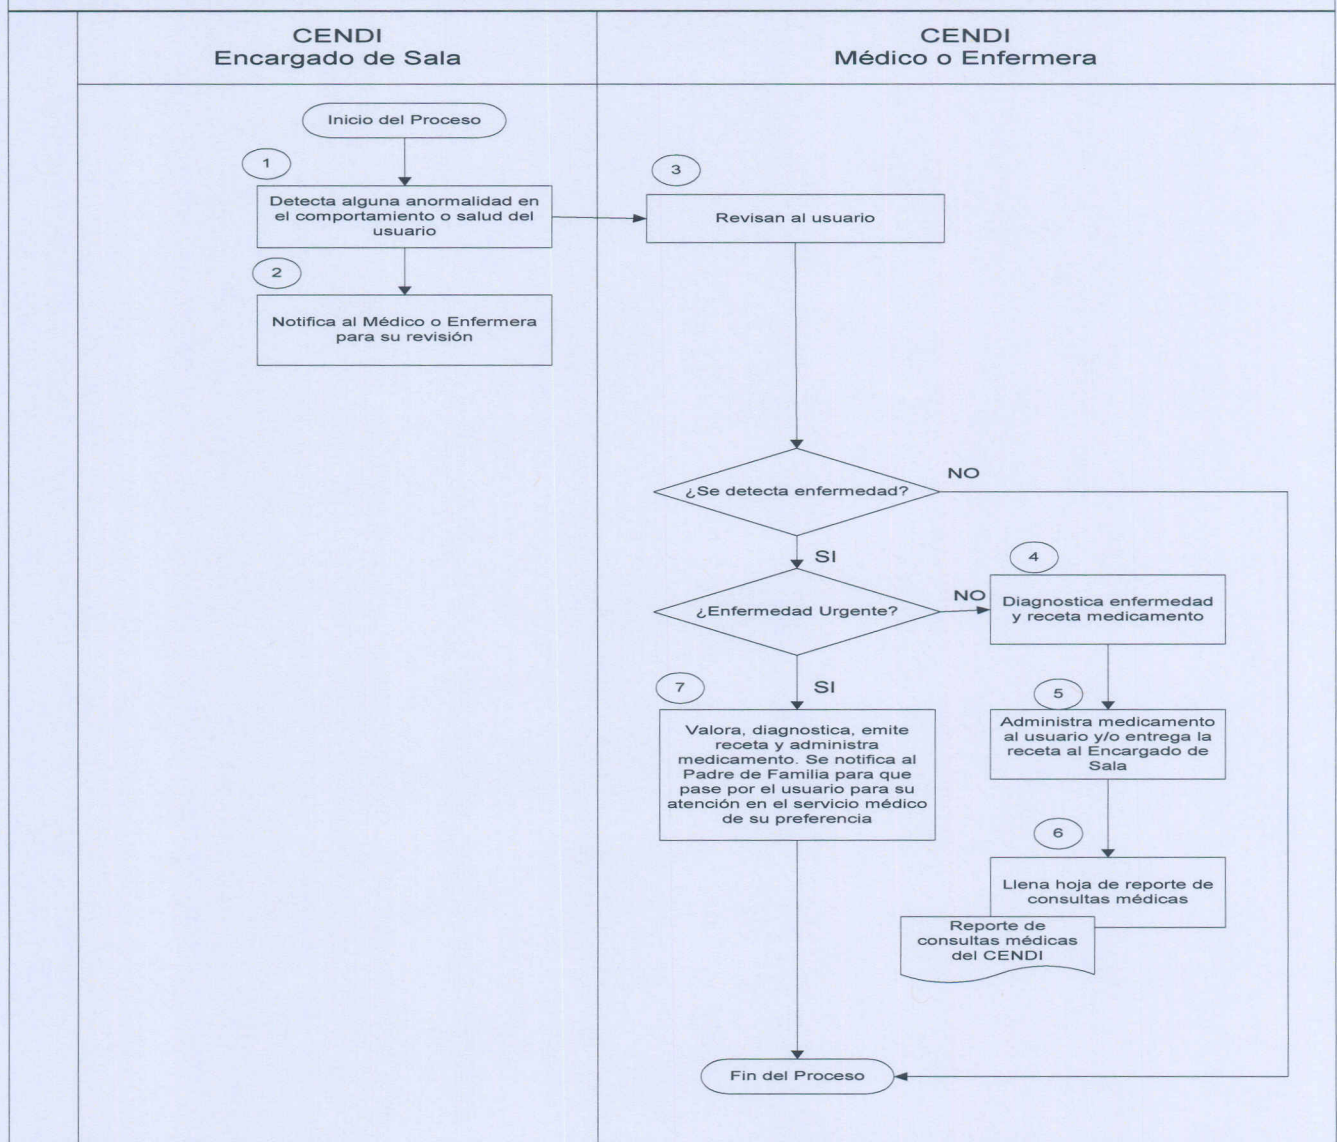 CENDI
Encargado de Sala
CENDI
Médico o Enfermera
Inicio del Proceso
1
Detecta alguna anormalidad en
el comportamiento o salud del
usuario
2
Notifica al Médico o Enfermera
para su revisión
3
Revisan al usuario
¿Se detecta enfermedad?
NO
SI
¿Enfermedad Urgente?
NO
4
Diagnostica enfermedad
y receta medicamento
SI
7
Valora, diagnostica, emite
receta y administra
medicamento. Se notifica al
Padre de Familia para que
pase por el usuario para su
atención en el servicio médico
de su preferencia
5
Administra medicamento
al usuario y/o entrega la
receta al Encargado de
Sala
6
Llena hoja de reporte de
consultas médicas
Reporte de
consultas médicas
del CENDI
Fin del Proceso